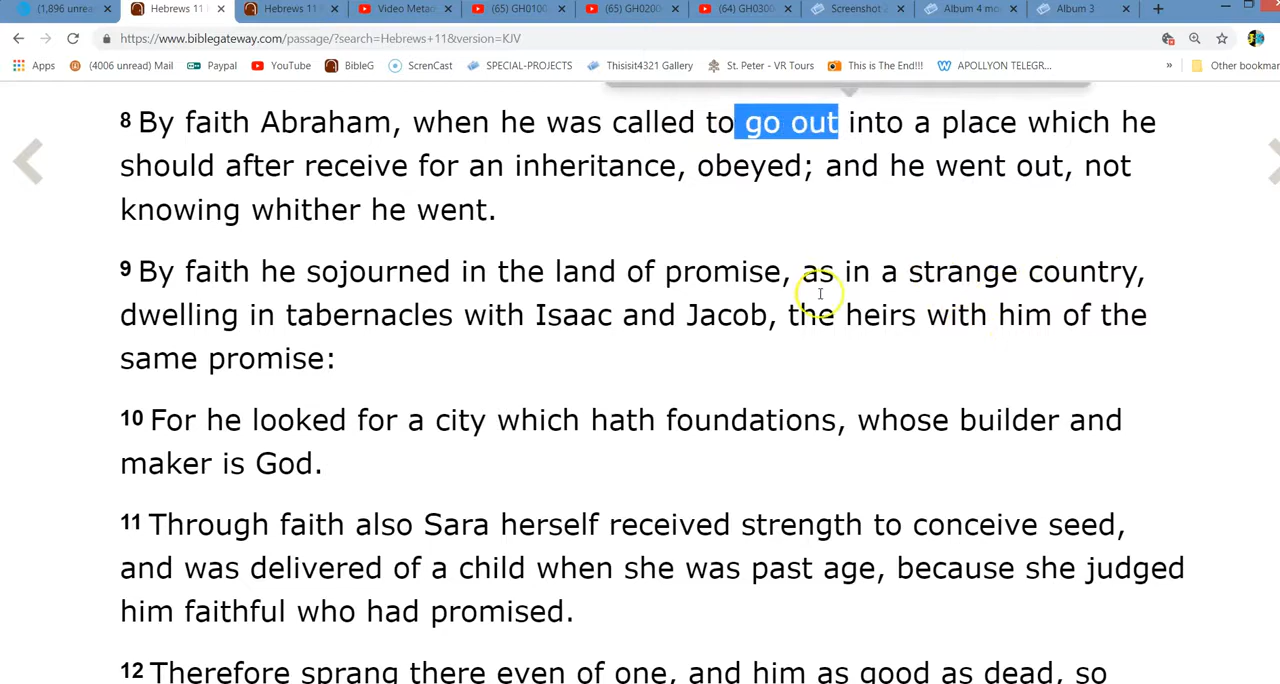 (1,896 unrea
Hebrews 11
Hebrews 11
Video Meta
(65) GH0100
(65) GH0200
(64) GH0300
Screenshot 2
Album 4 mo
Album 3
https://www.biblegateway.com/passage/?search=Hebrews+11&version=KJV
Apps (4006 unread) Mail Paypal YouTube BibleG ScrenCast SPECIAL-PROJECTS Thisisit4321 Gallery St. Peter - VR Tours This is The End!!! APOLLYON TELEGR... » Other bookmar
8 By faith Abraham, when he was called to go out into a place which he
should after receive for an inheritance, obeyed; and he went out, not
knowing whither he went.
9 By faith he sojourned in the land of promise, as in a strange country,
dwelling in tabernacles with Isaac and Jacob, the heirs with him of the
same promise:
10 For he looked for a city which hath foundations, whose builder and
maker is God.
11 Through faith also Sara herself received strength to conceive seed,
and was delivered of a child when she was past age, because she judged
him faithful who had promised.
12 Therefore sprang there even of one, and him as good as dead, so